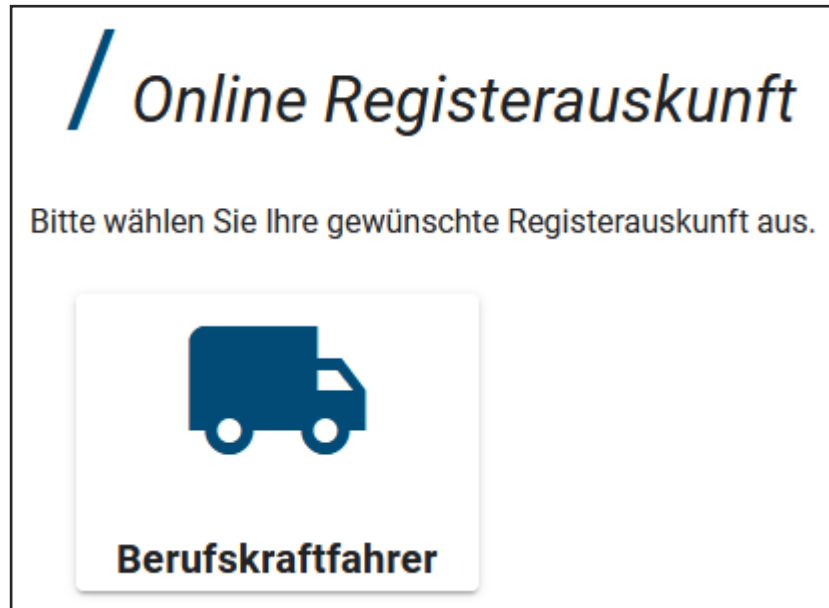 / Online Registerauskunft
Bitte wählen Sie Ihre gewünschte Registerauskunft aus.
Berufskraftfahrer